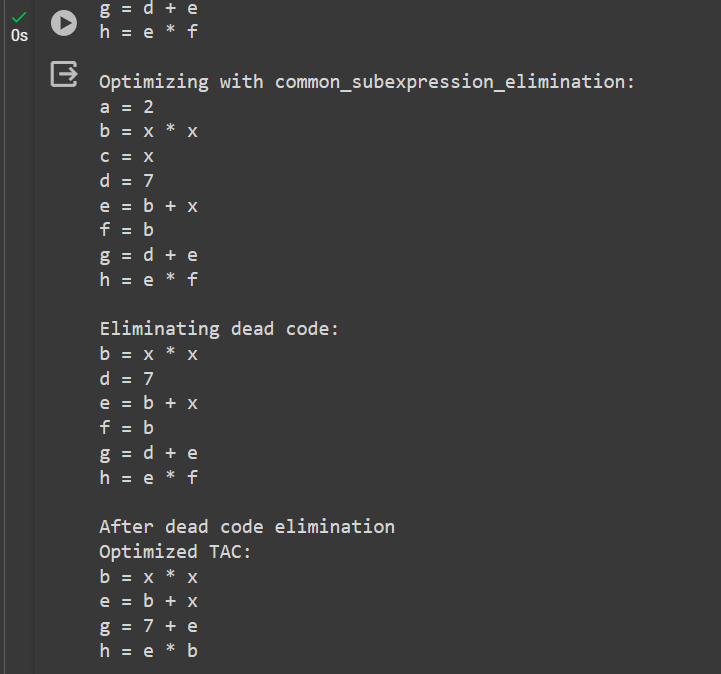 g = d + e
0s
h = e * f
Optimizing with common_subexpression_elimination:
a = 2
b = x * x
c = x
d = 7
e = b + x
f = b
g = d + e
h = e * f
Eliminating dead code:
b = x * x
d = 7
e = b + x
f = b
g = d + e
h = e * f
After dead code elimination
Optimized TAC:
b = x * x
e = b + x
g = 7 + e
h = e * b